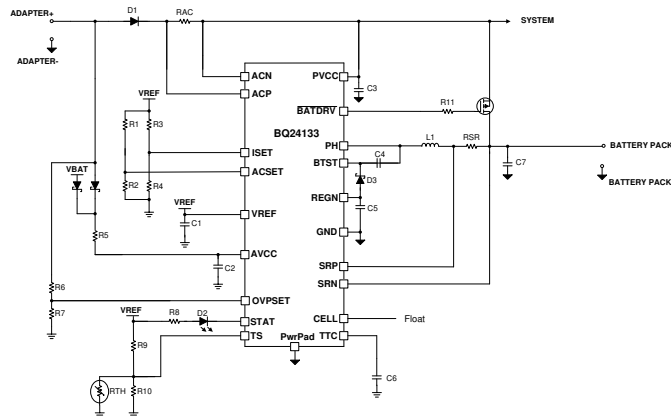 ADAPTER+
D1
RAC
SYSTEM
ADAPTER-
ACN
PVCC
C3
ACP
VREF
BATDRV
R11
R1
R3
BQ24133
PH
L1
RSR
BATTERY PACK
ISET
BTST
C4
C7
VBAT
ACSET
D3
BATTERY PACK
R2
R4
REGN
C5
VREF
VREF
C1
GND
R5
AVCC
C2
SRP
SRN
R6
OVPSET
R7
VREF
R8
D2
STAT
CELL
Float
TS
PwrPad
TTC
R9
RTH
R10
C6